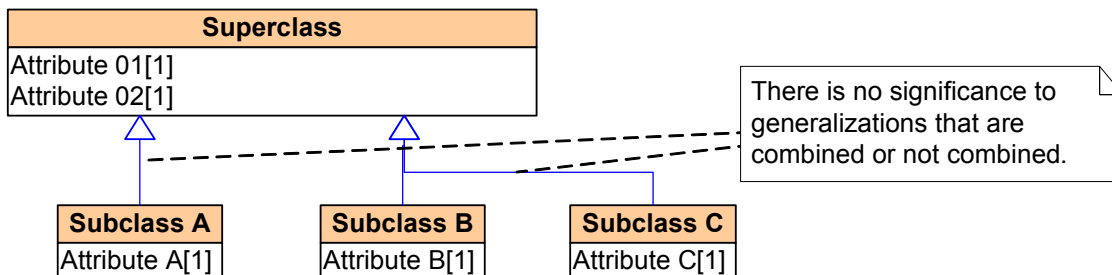 Superclass
Attribute 01[1]
Attribute 02[1]
There is no significance to
generalizations that are
combined or not combined.
Subclass A
Attribute A[1]
Subclass B
Attribute B[1]
Subclass C
Attribute C[1]